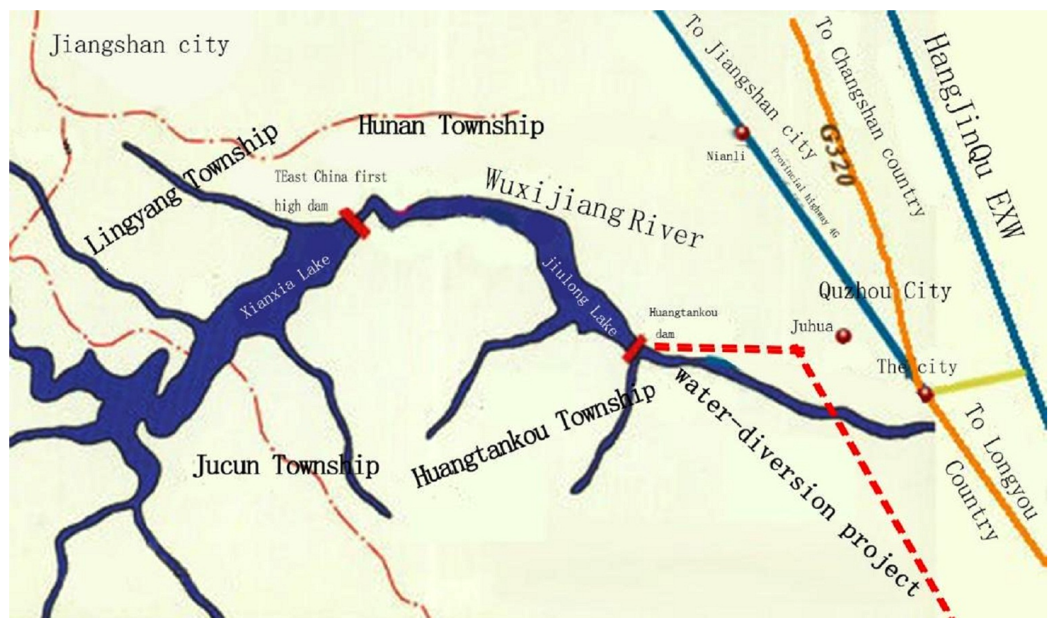 Jiangshan city
Hunan Township
Lingyang Township
TEast China first
high dam
Wuxijiang River
Xianxia Lake
jiulong Lake
Huangtankou
dam
Jucun Township
Huangtankou Township
water-diversion project
To Jiangshan city
Nianli
Provincial highway 46
G320
To Changshan country
HangJinQu EXW
Quzhou City
Juhua
The city
To Longyou
Country